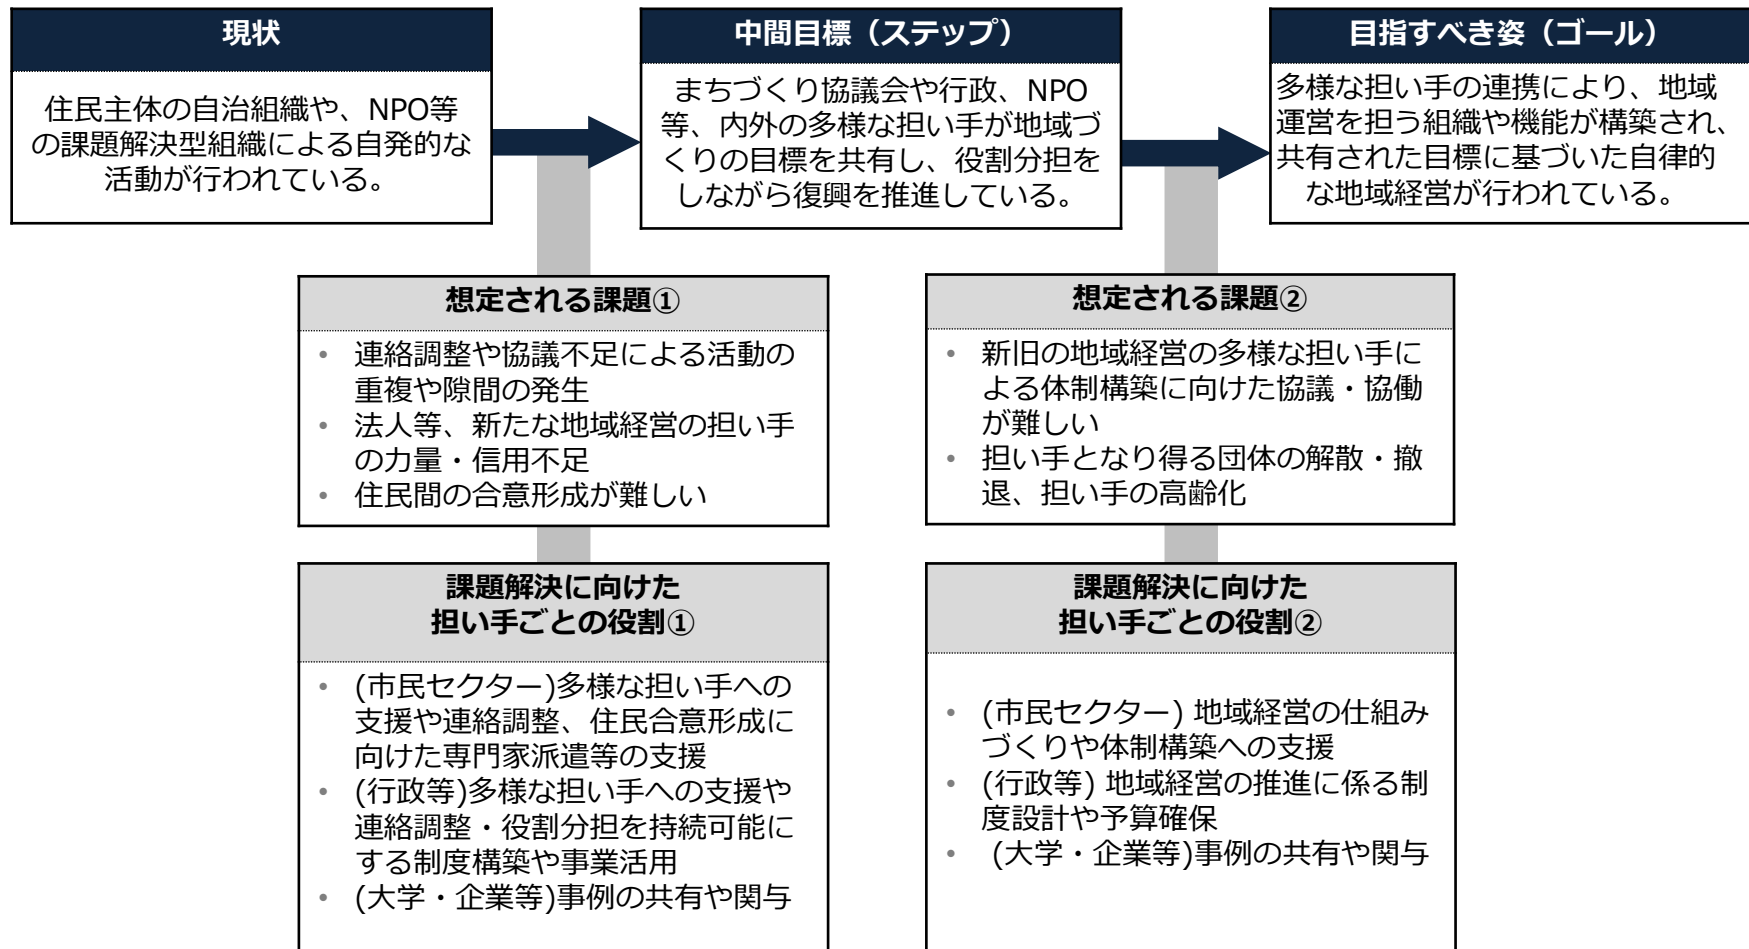 現状
住民主体の自治組織や、NPO等
の課題解決型組織による自発的な
活動が行われている。
中間目標（ステップ）
まちづくり協議会や行政、NPO
等、内外の多様な担い手が地域づ
くりの目標を共有し、役割分担を
しながら復興を推進している。
目指すべき姿（ゴール）
多様な担い手の連携により、地域
運営を担う組織や機能が構築され、
共有された目標に基づいた自律的
な地域経営が行われている。
想定される課題①
• 連絡調整や協議不足による活動の
重複や隙間の発生
• 法人等、新たな地域経営の担い手
の力量・信用不足
• 住民間の合意形成が難しい
想定される課題②
• 新旧の地域経営の多様な担い手に
よる体制構築に向けた協議・協働
が難しい
• 担い手となり得る団体の解散・撤
退、担い手の高齢化
課題解決に向けた
担い手ごとの役割①
• (市民セクター)多様な担い手への
支援や連絡調整、住民合意形成に
向けた専門家派遣等の支援
• (行政等)多様な担い手への支援や
連絡調整・役割分担を持続可能に
する制度構築や事業活用
• (大学・企業等)事例の共有や関与
課題解決に向けた
担い手ごとの役割②
• (市民セクター) 地域経営の仕組み
づくりや体制構築への支援
• (行政等) 地域経営の推進に係る制
度設計や予算確保
• (大学・企業等)事例の共有や関与